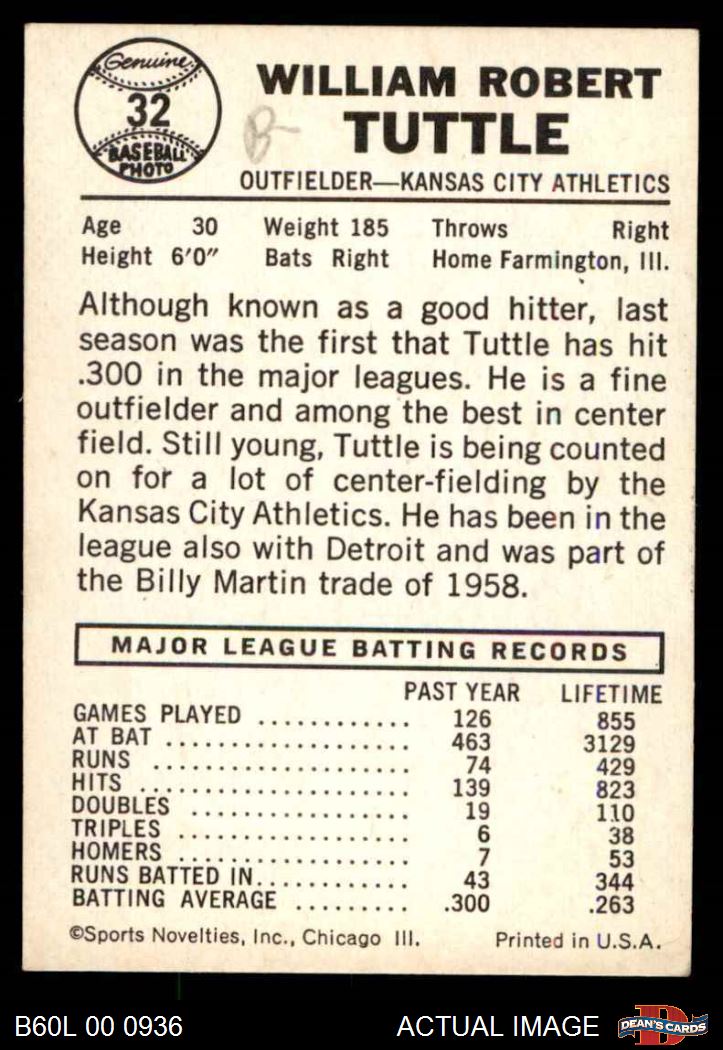 Genuine
32
BASEBALL
PHOTO
WILLIAM ROBERT
B- TUTTLE
OUTFIELDER—KANSAS CITY ATHLETICS
Age 30 Weight 185 Throws Right
Height 6'0" Bats Right Home Farmington, Ill.
Although known as a good hitter, last
season was the first that Tuttle has hit
.300 in the major leagues. He is a fine
outfielder and among the best in center
field. Still young, Tuttle is being counted
on for a lot of center-fielding by the
Kansas City Athletics. He has been in the
league also with Detroit and was part of
the Billy Martin trade of 1958.
MAJOR LEAGUE BATTING RECORDS
PAST YEAR LIFETIME
GAMES PLAYED ............ 126 855
AT BAT ..................... 463 3129
RUNS ...................... 74 429
HITS ....................... 139 823
DOUBLES .................. 19 110
TRIPLES ................... 6 38
HOMERS .................... 7 53
RUNS BATTED IN............ 43 344
BATTING AVERAGE ......... .300 .263
©Sports Novelties, Inc., Chicago Ill. Printed in U.S.A.
B60L 00 0936 ACTUAL IMAGE D DEAN'S CARDS